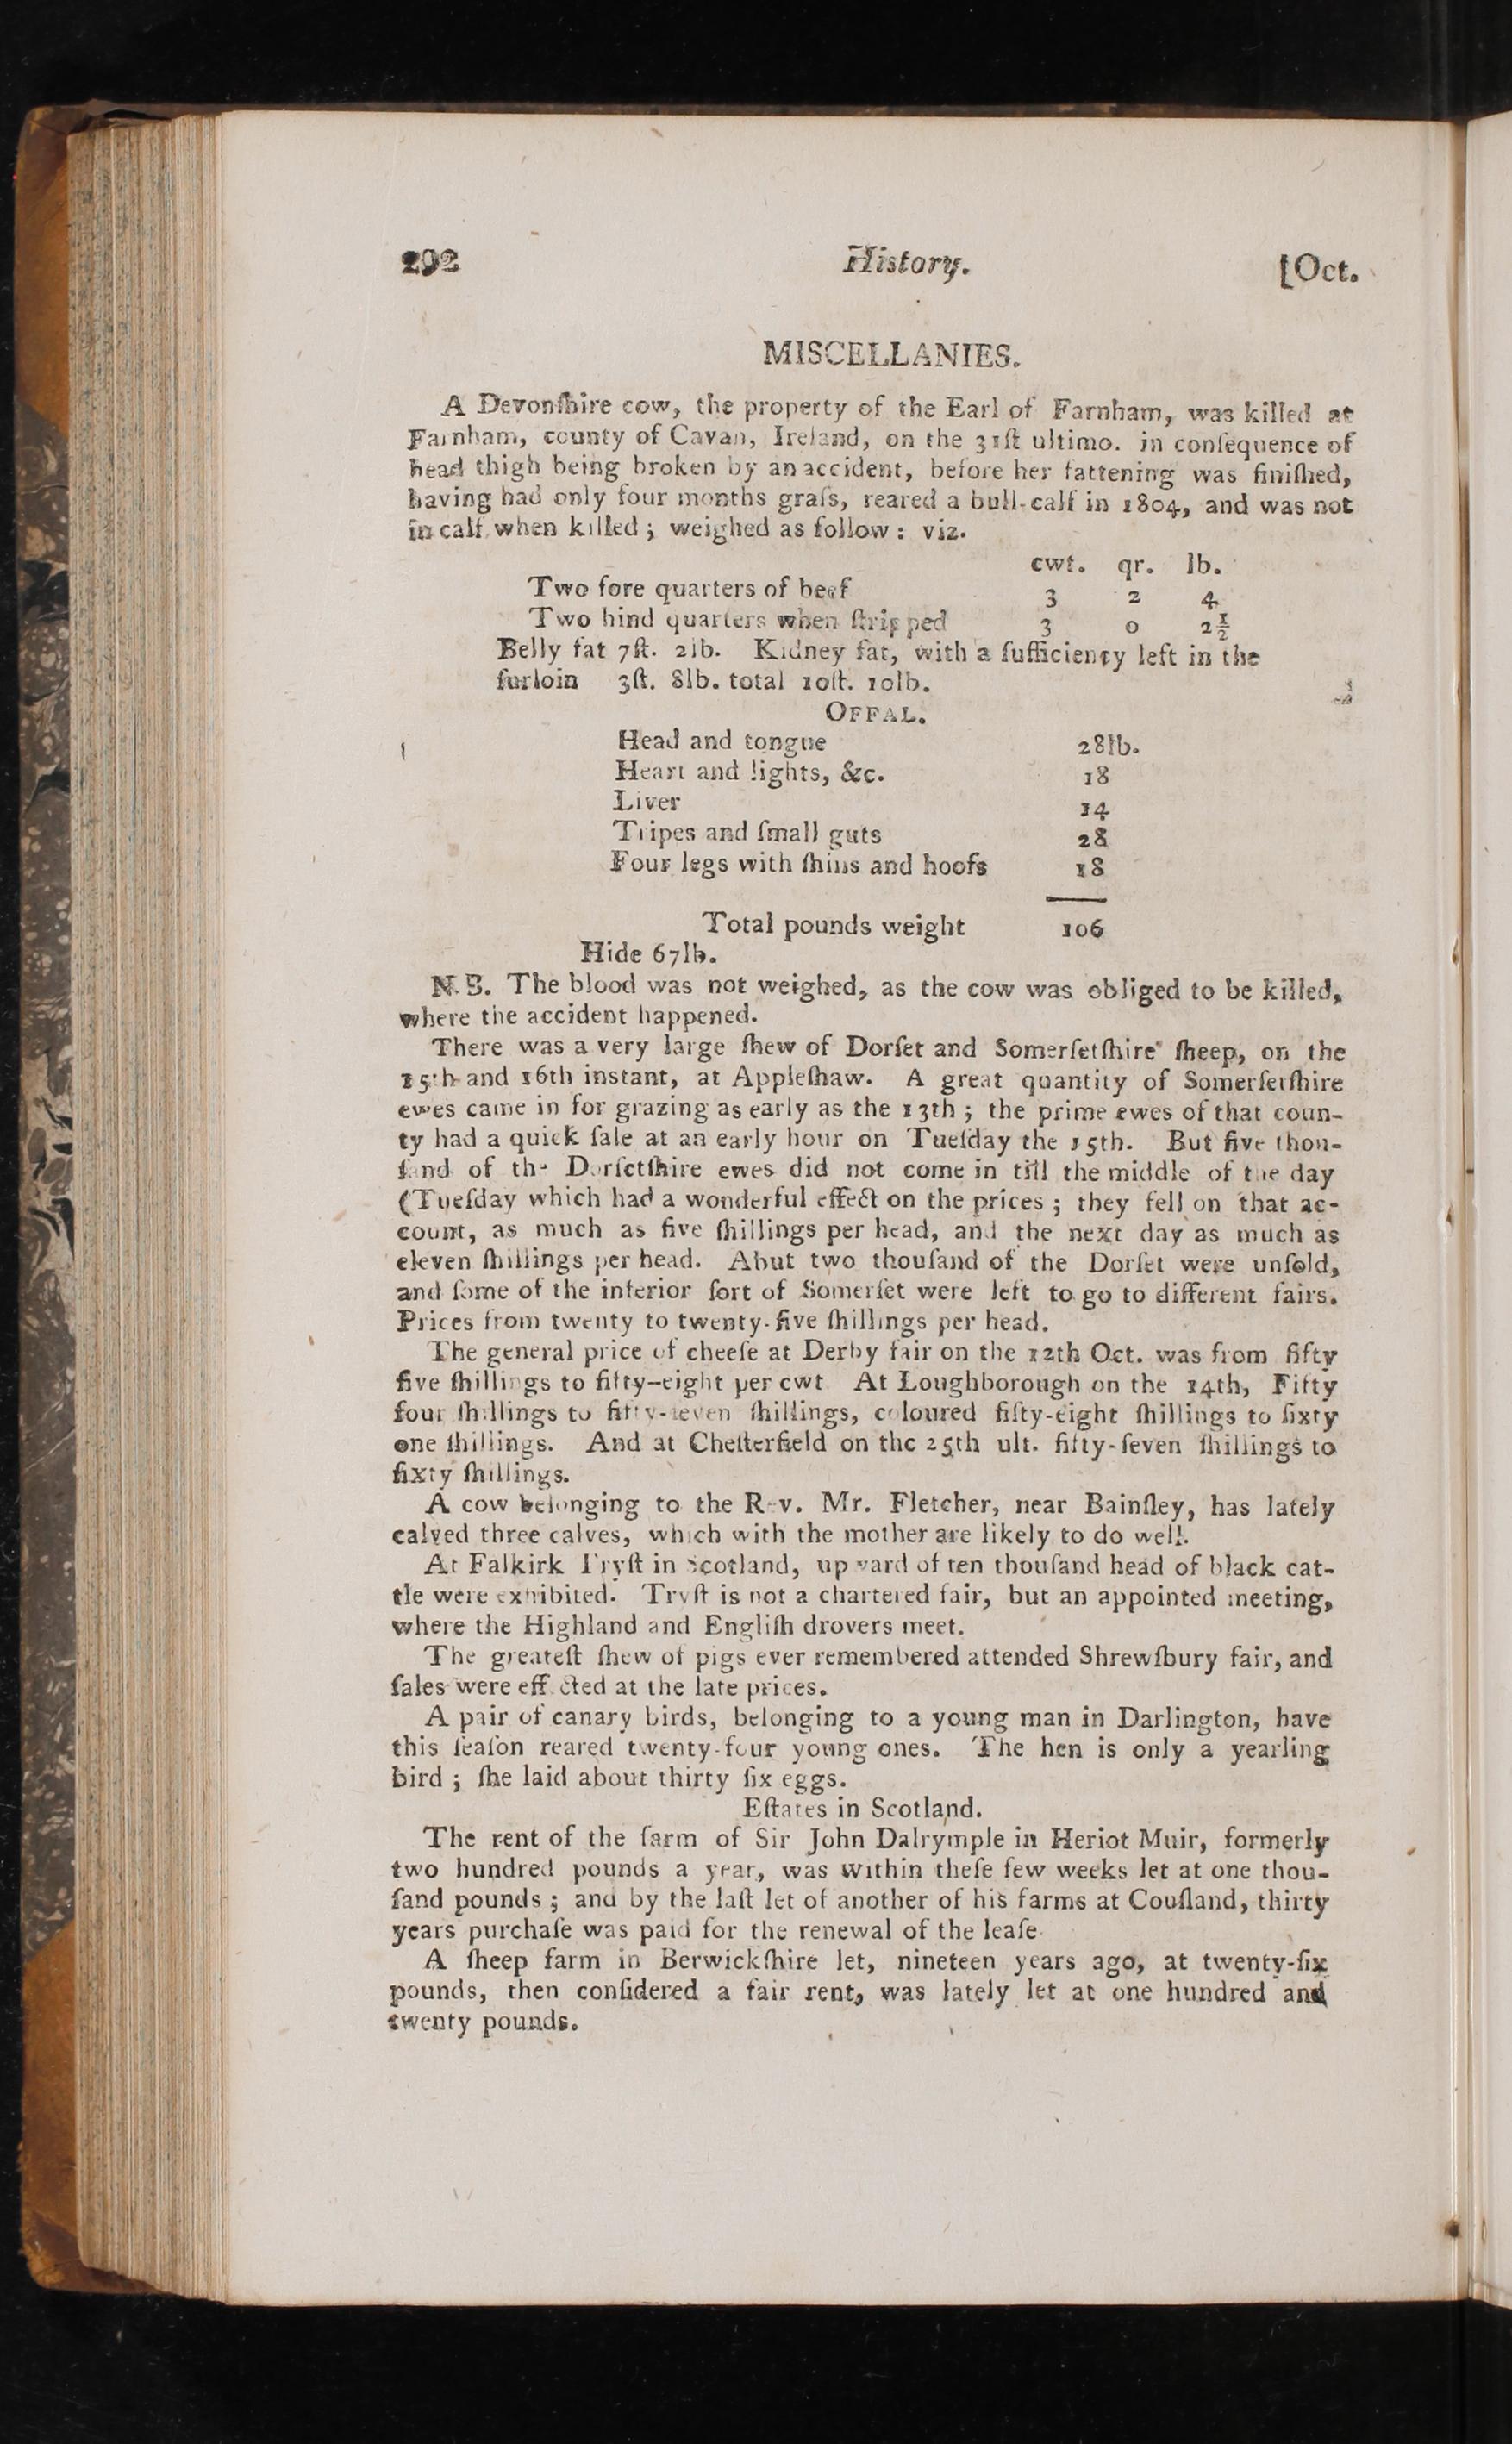 292 History. [Oct.
MISCELLANIES.
A Devonſhire cow, the property of the Earl of Farnham, was killed at
Farnham, county of Cavan, Ireland, on the 31ſt ultimo. in conſequence of
head thigh being broken by an accident, before her fattening was finiſhed,
having had only four months graſs, reared a bull-calf in 1804, and was not
in calf when killed; weighed as follow: viz.
cwt. qr. lb.
Two fore quarters of beef 3 2 4
Two hind quarters when ſtripped 3 0 2½
Belly fat 7ſt. 2lb. Kidney fat, with a ſufficiency left in the
ſurloin 3ſt. 8lb. total 10ſt. 10lb.
OFFAL.
Head and tongue 28lb.
Heart and lights, &c. 18
Liver 14
Tripes and ſmall guts 28
Four legs with ſhins and hoofs 18
Total pounds weight 106
Hide 67lb.
N.B. The blood was not weighed, as the cow was obliged to be killed,
where the accident happened.
There was a very large ſhew of Dorſet and Somerſetſhire ſheep, on the
15th and 16th instant, at Appleſhaw. A great quantity of Somerſetſhire
ewes came in for grazing as early as the 13th; the prime ewes of that coun-
ty had a quick ſale at an early hour on Tueſday the 15th. But five thou-
ſand of the Dorſetſhire ewes did not come in till the middle of the day
(Tueſday which had a wonderful effect on the prices; they fell on that ac-
count, as much as five ſhillings per head, and the next day as much as
eleven ſhillings per head. Abut two thouſand of the Dorſet were unſold,
and ſome of the inferior ſort of Somerſet were left to go to different fairs.
Prices from twenty to twenty-five ſhillings per head.
The general price of cheeſe at Derby fair on the 12th Oct. was from fifty
five ſhillings to fifty-eight per cwt At Loughborough on the 14th, Fifty
four ſhillings to fifty-ſeven ſhillings, coloured fifty-eight ſhillings to ſixty
one ſhillings. And at Cheſterfield on the 25th ult. fifty-ſeven ſhillings to
ſixty ſhillings.
A cow belonging to the Rev. Mr. Fletcher, near Bainſley, has lately
calved three calves, which with the mother are likely to do well.
At Falkirk Tryſt in Scotland, upward of ten thouſand head of black cat-
tle were exhibited. Tryſt is not a chartered fair, but an appointed meeting,
where the Highland and Engliſh drovers meet.
The greateſt ſhew of pigs ever remembered attended Shrewſbury fair, and
ſales were effected at the late prices.
A pair of canary birds, belonging to a young man in Darlington, have
this ſeaſon reared twenty-four young ones. The hen is only a yearling
bird; ſhe laid about thirty ſix eggs.
Eſtates in Scotland.
The rent of the farm of Sir John Dalrymple in Heriot Muir, formerly
two hundred pounds a year, was within theſe few weeks let at one thou-
ſand pounds; and by the laſt let of another of his farms at Couſland, thirty
years purchaſe was paid for the renewal of the leaſe.
A ſheep farm in Berwickſhire let, nineteen years ago, at twenty-ſix
pounds, then conſidered a fair rent, was lately let at one hundred and
twenty pounds.